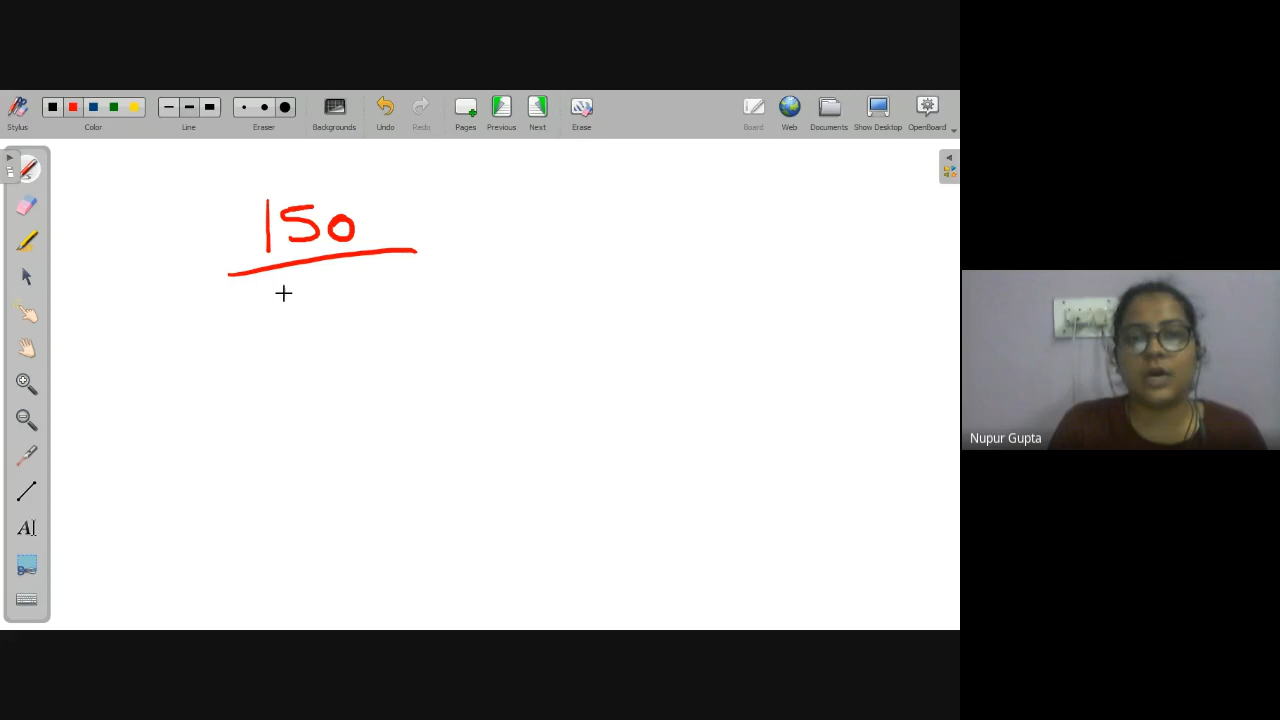 Stylus Color Line Eraser Backgrounds Undo Redo Pages Previous Next Erase Board Web Documents Show Desktop OpenBoard
150
AI
Nupur Gupta